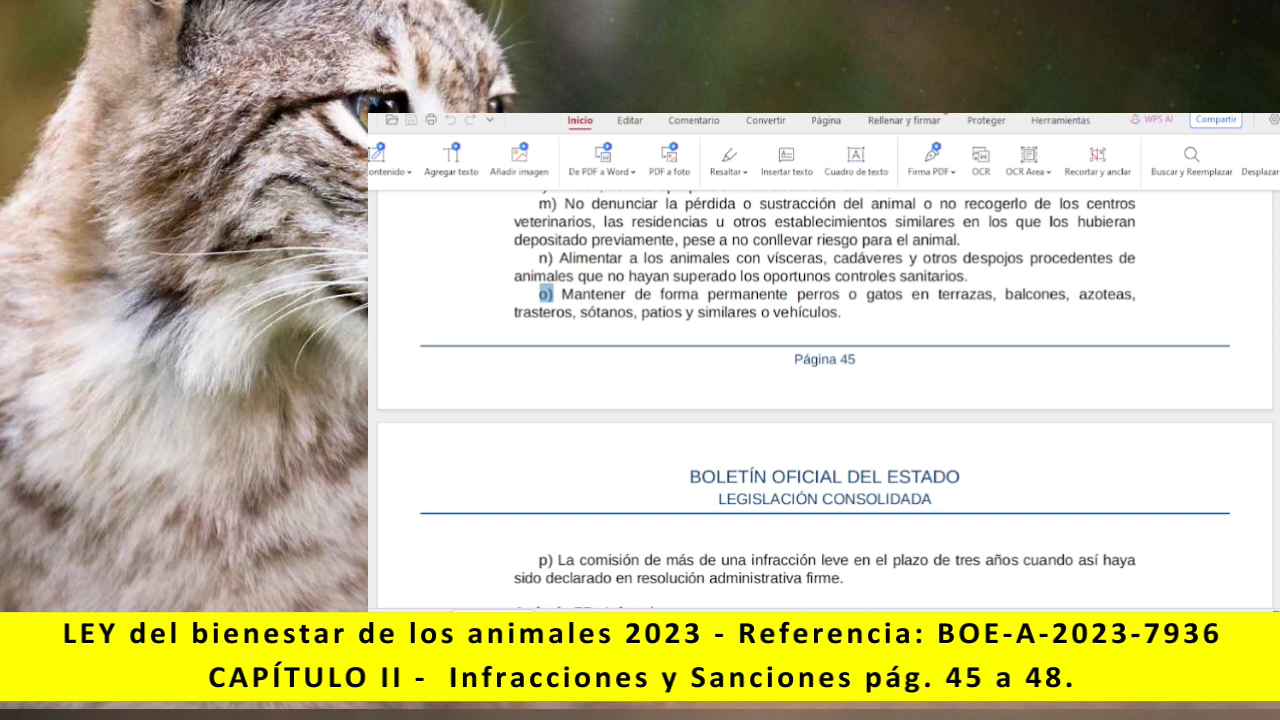 Inicio Editar Comentario Convertir Página Rellenar y firmar Proteger Herramientas WPS AI Compartir
ontenido Agregar texto Añadir imagen De PDF a Word PDF a foto Resaltar Insertar texto Cuadro de texto Firma PDF OCR OCR Area Recortar y anclar Buscar y Reemplazar Desplazar
m) No denunciar la pérdida o sustracción del animal o no recogerlo de los centros
veterinarios, las residencias u otros establecimientos similares en los que los hubieran
depositado previamente, pese a no conllevar riesgo para el animal.
n) Alimentar a los animales con vísceras, cadáveres y otros despojos procedentes de
animales que no hayan superado los oportunos controles sanitarios.
o) Mantener de forma permanente perros o gatos en terrazas, balcones, azoteas,
trasteros, sótanos, patios y similares o vehículos.
Página 45
BOLETÍN OFICIAL DEL ESTADO
LEGISLACIÓN CONSOLIDADA
p) La comisión de más de una infracción leve en el plazo de tres años cuando así haya
sido declarado en resolución administrativa firme.
LEY del bienestar de los animales 2023 - Referencia: BOE-A-2023-7936
CAPÍTULO II - Infracciones y Sanciones pág. 45 a 48.